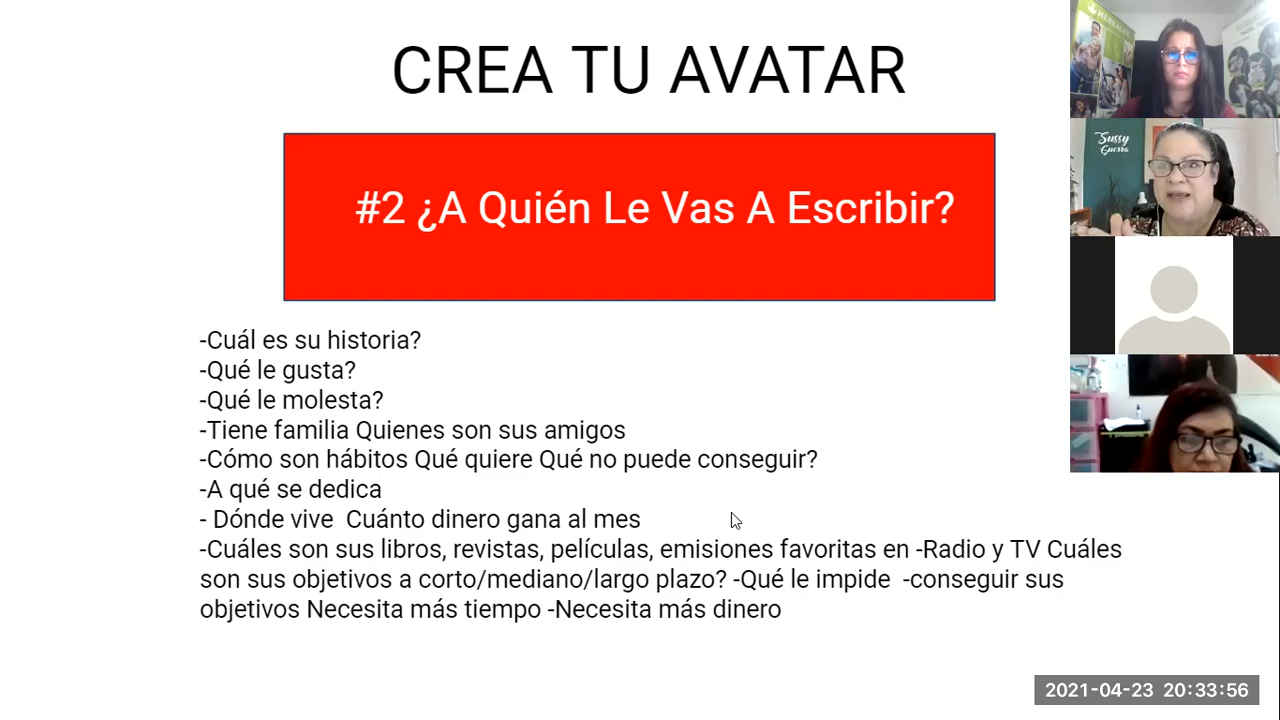 CREA TU AVATAR
#2 ¿A Quién Le Vas A Escribir?
-Cuál es su historia?
-Qué le gusta?
-Qué le molesta?
-Tiene familia Quienes son sus amigos
-Cómo son hábitos Qué quiere Qué no puede conseguir?
-A qué se dedica
- Dónde vive  Cuánto dinero gana al mes
-Cuáles son sus libros, revistas, películas, emisiones favoritas en -Radio y TV Cuáles
son sus objetivos a corto/mediano/largo plazo? -Qué le impide  -conseguir sus
objetivos Necesita más tiempo -Necesita más dinero
HERBALIFE
Sussy
Guerra
2021-04-23 20:33:56